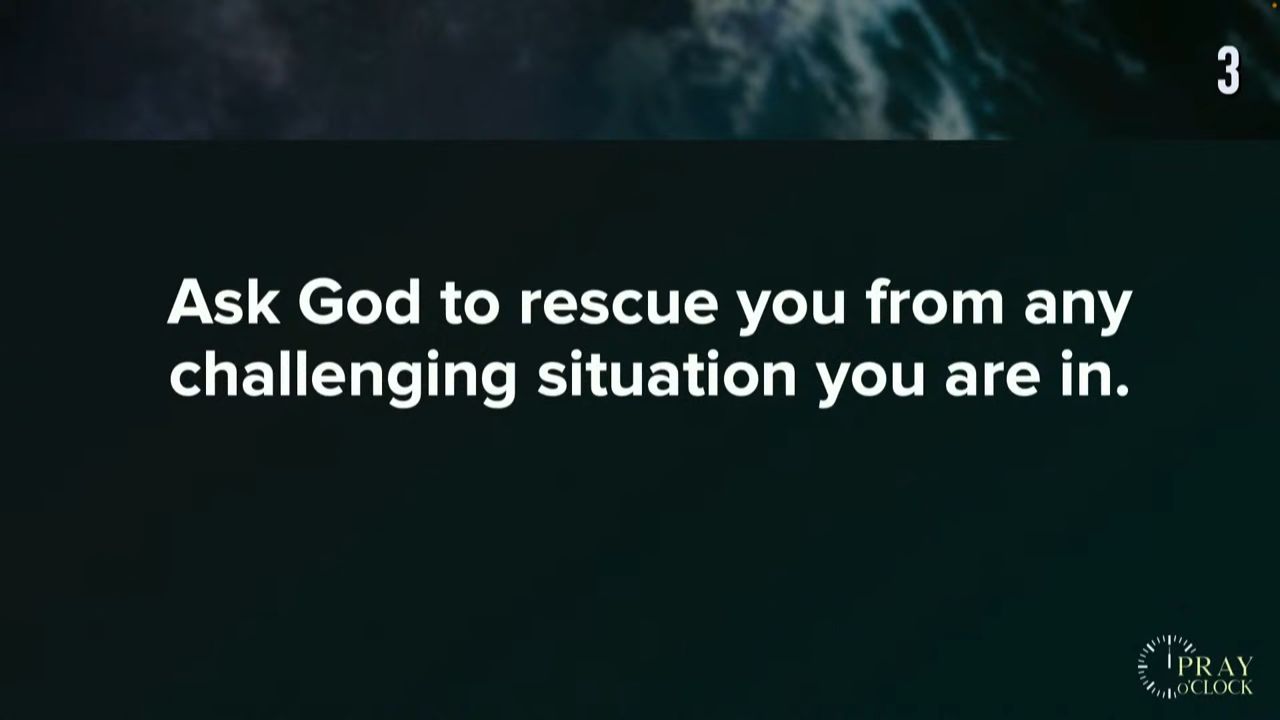 3
Ask God to rescue you from any
challenging situation you are in.
PRAY
O'CLOCK